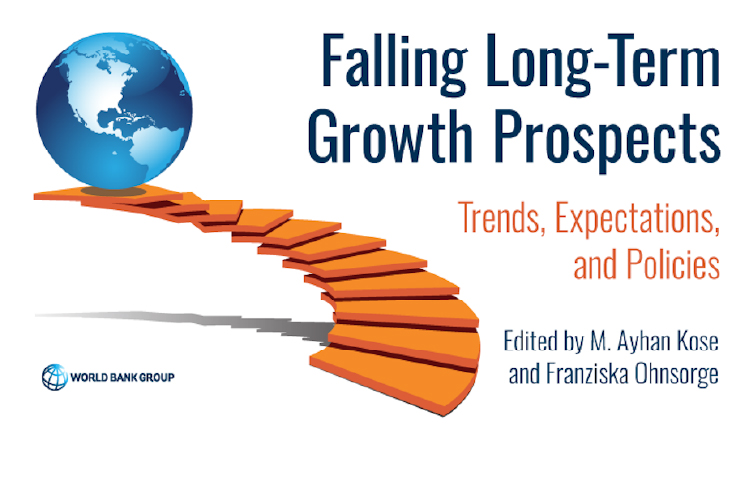 Falling Long-Term
Growth Prospects
Trends, Expectations,
and Policies
Edited by M. Ayhan Kose
and Franziska Ohnsorge
WORLD BANK GROUP